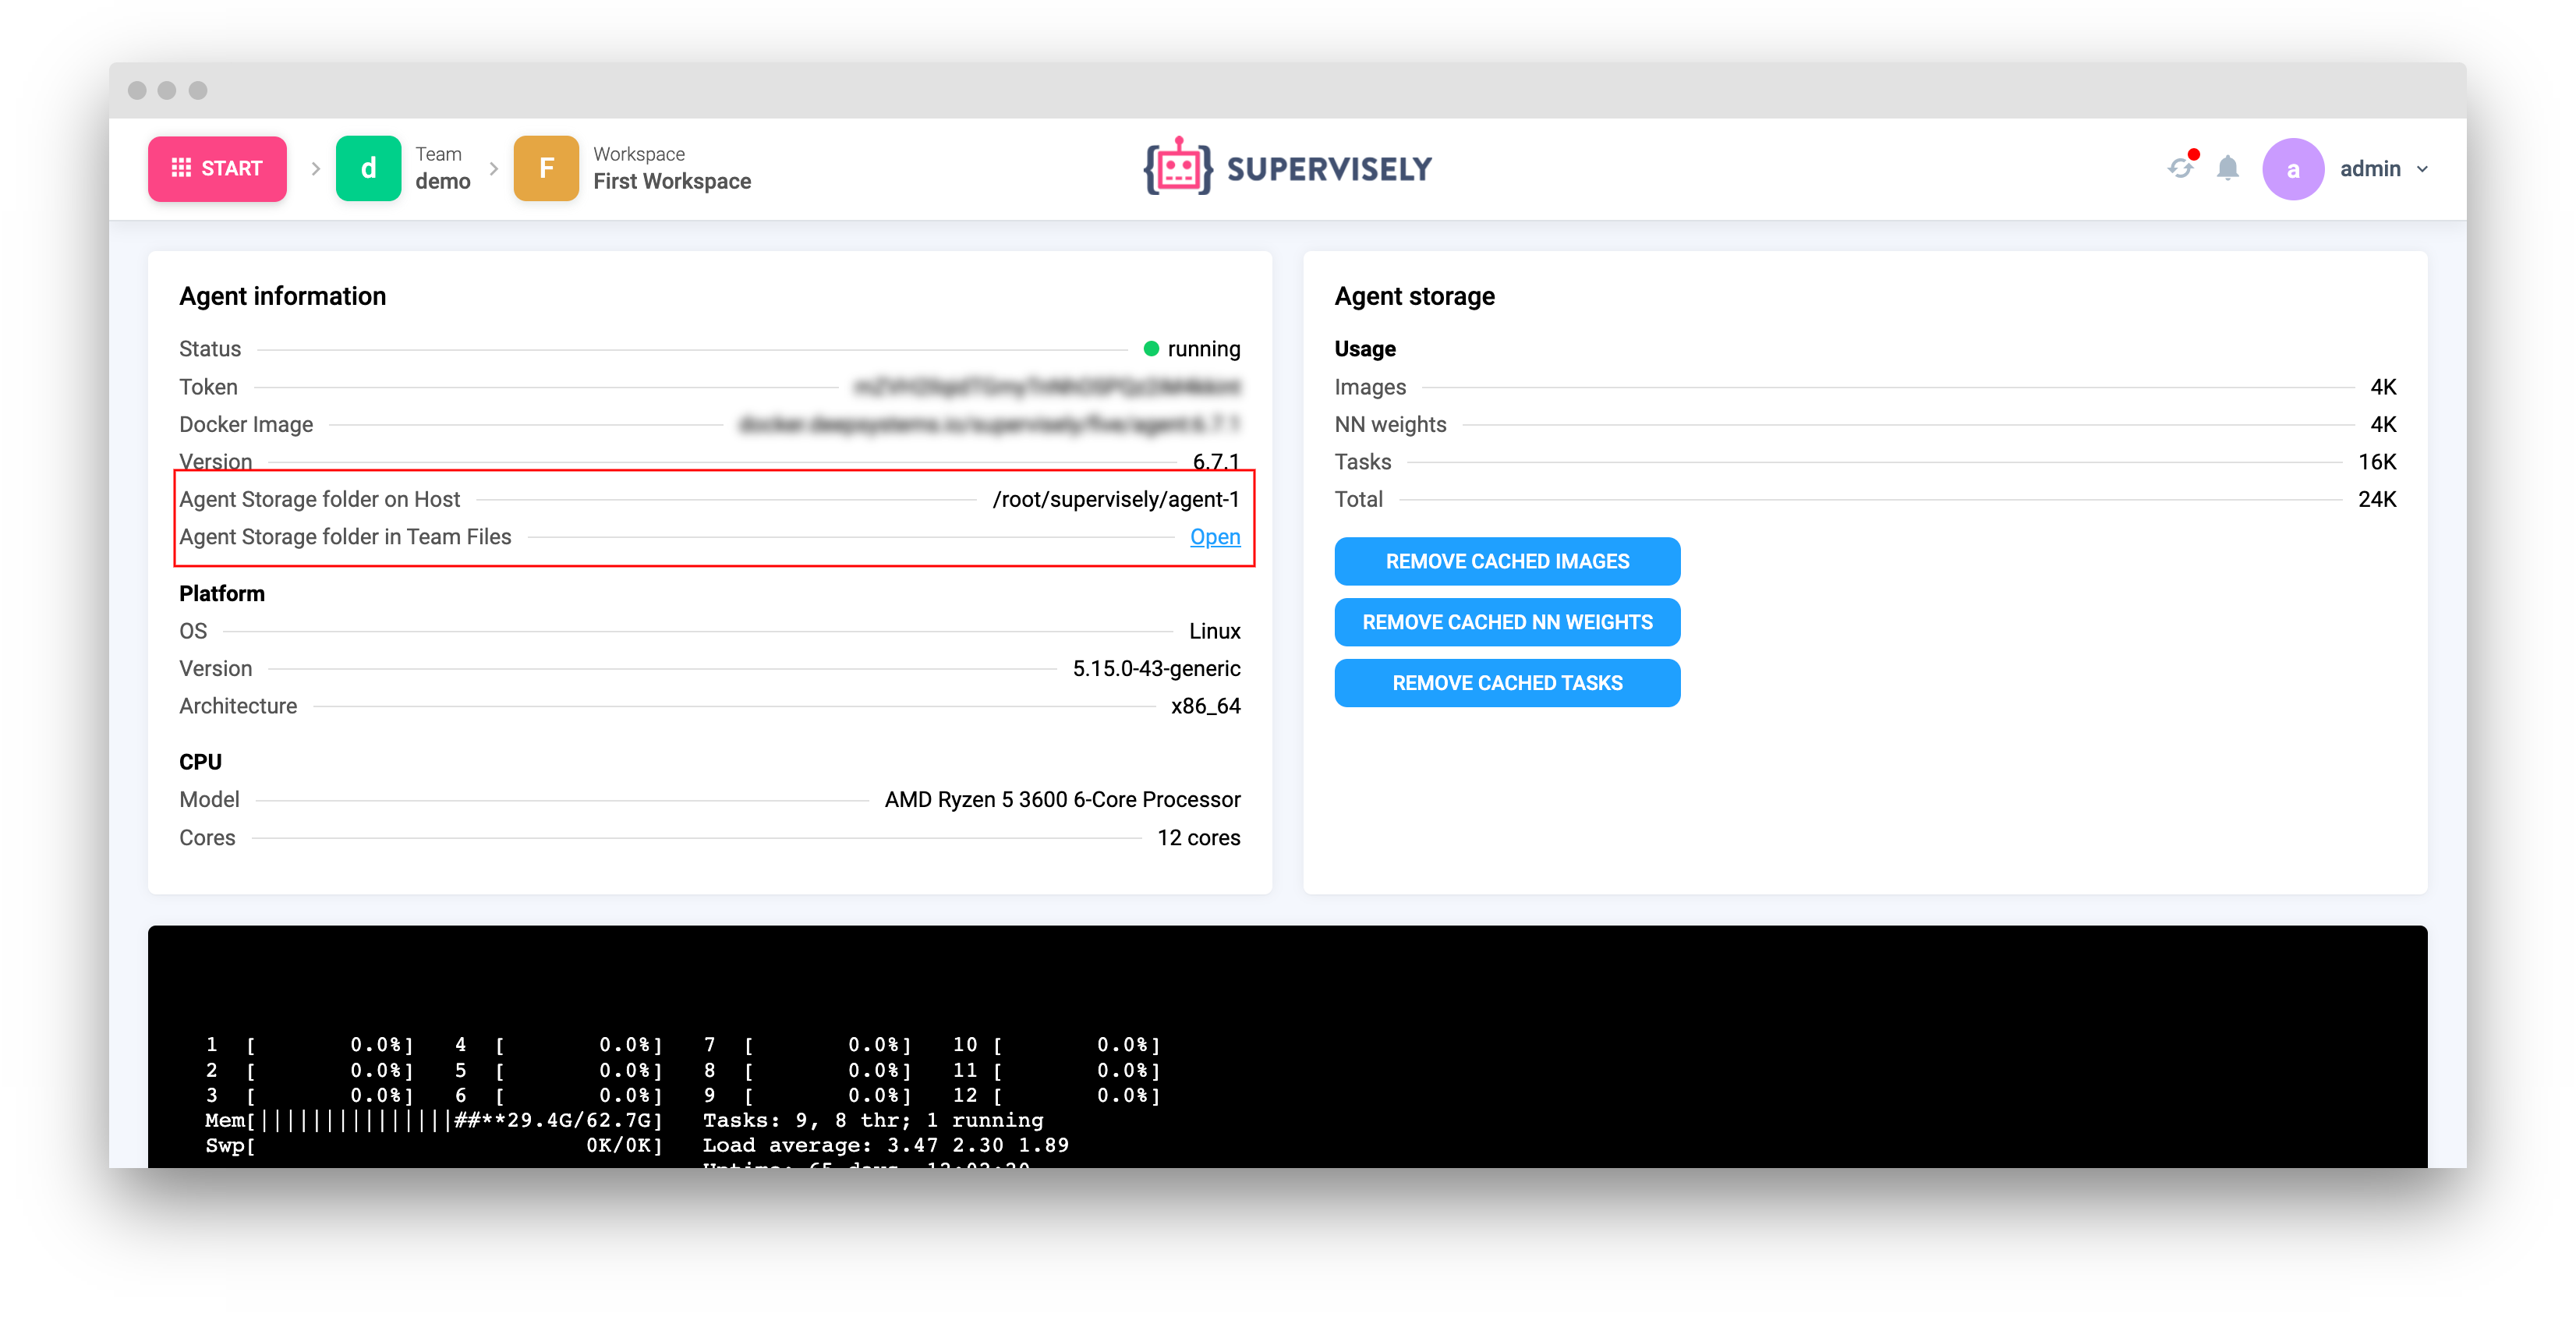 START
d
Team
demo
F
Workspace
First Workspace
SUPERVISELY
a
admin
Agent information
Status running
Token
Docker Image
Version 6.7.1
Agent Storage folder on Host /root/supervisely/agent-1
Agent Storage folder in Team Files Open
Platform
OS Linux
Version 5.15.0-43-generic
Architecture x86_64
CPU
Model AMD Ryzen 5 3600 6-Core Processor
Cores 12 cores
Agent storage
Usage
Images 4K
NN weights 4K
Tasks 16K
Total 24K
REMOVE CACHED IMAGES
REMOVE CACHED NN WEIGHTS
REMOVE CACHED TASKS
1 [ 0.0%] 4 [ 0.0%] 7 [ 0.0%] 10 [ 0.0%]
2 [ 0.0%] 5 [ 0.0%] 8 [ 0.0%] 11 [ 0.0%]
3 [ 0.0%] 6 [ 0.0%] 9 [ 0.0%] 12 [ 0.0%]
Mem[|||||||||||||||##**29.4G/62.7G] Tasks: 9, 8 thr; 1 running
Swp[ 0K/0K] Load average: 3.47 2.30 1.89